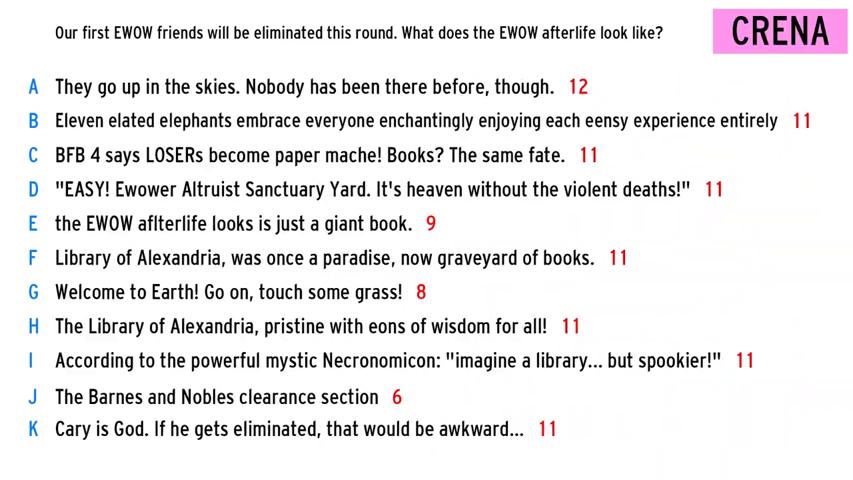 Our first EWOW friends will be eliminated this round. What does the EWOW afterlife look like?
CRENA
A They go up in the skies. Nobody has been there before, though. 12
B Eleven elated elephants embrace everyone enchantingly enjoying each eensy experience entirely 11
C BFB 4 says LOSERs become paper mache! Books? The same fate. 11
D "EASY! Ewower Altruist Sanctuary Yard. It's heaven without the violent deaths!" 11
E the EWOW aflterlife looks is just a giant book. 9
F Library of Alexandria, was once a paradise, now graveyard of books. 11
G Welcome to Earth! Go on, touch some grass! 8
H The Library of Alexandria, pristine with eons of wisdom for all! 11
I According to the powerful mystic Necronomicon: "imagine a library... but spookier!" 11
J The Barnes and Nobles clearance section 6
K Cary is God. If he gets eliminated, that would be awkward... 11